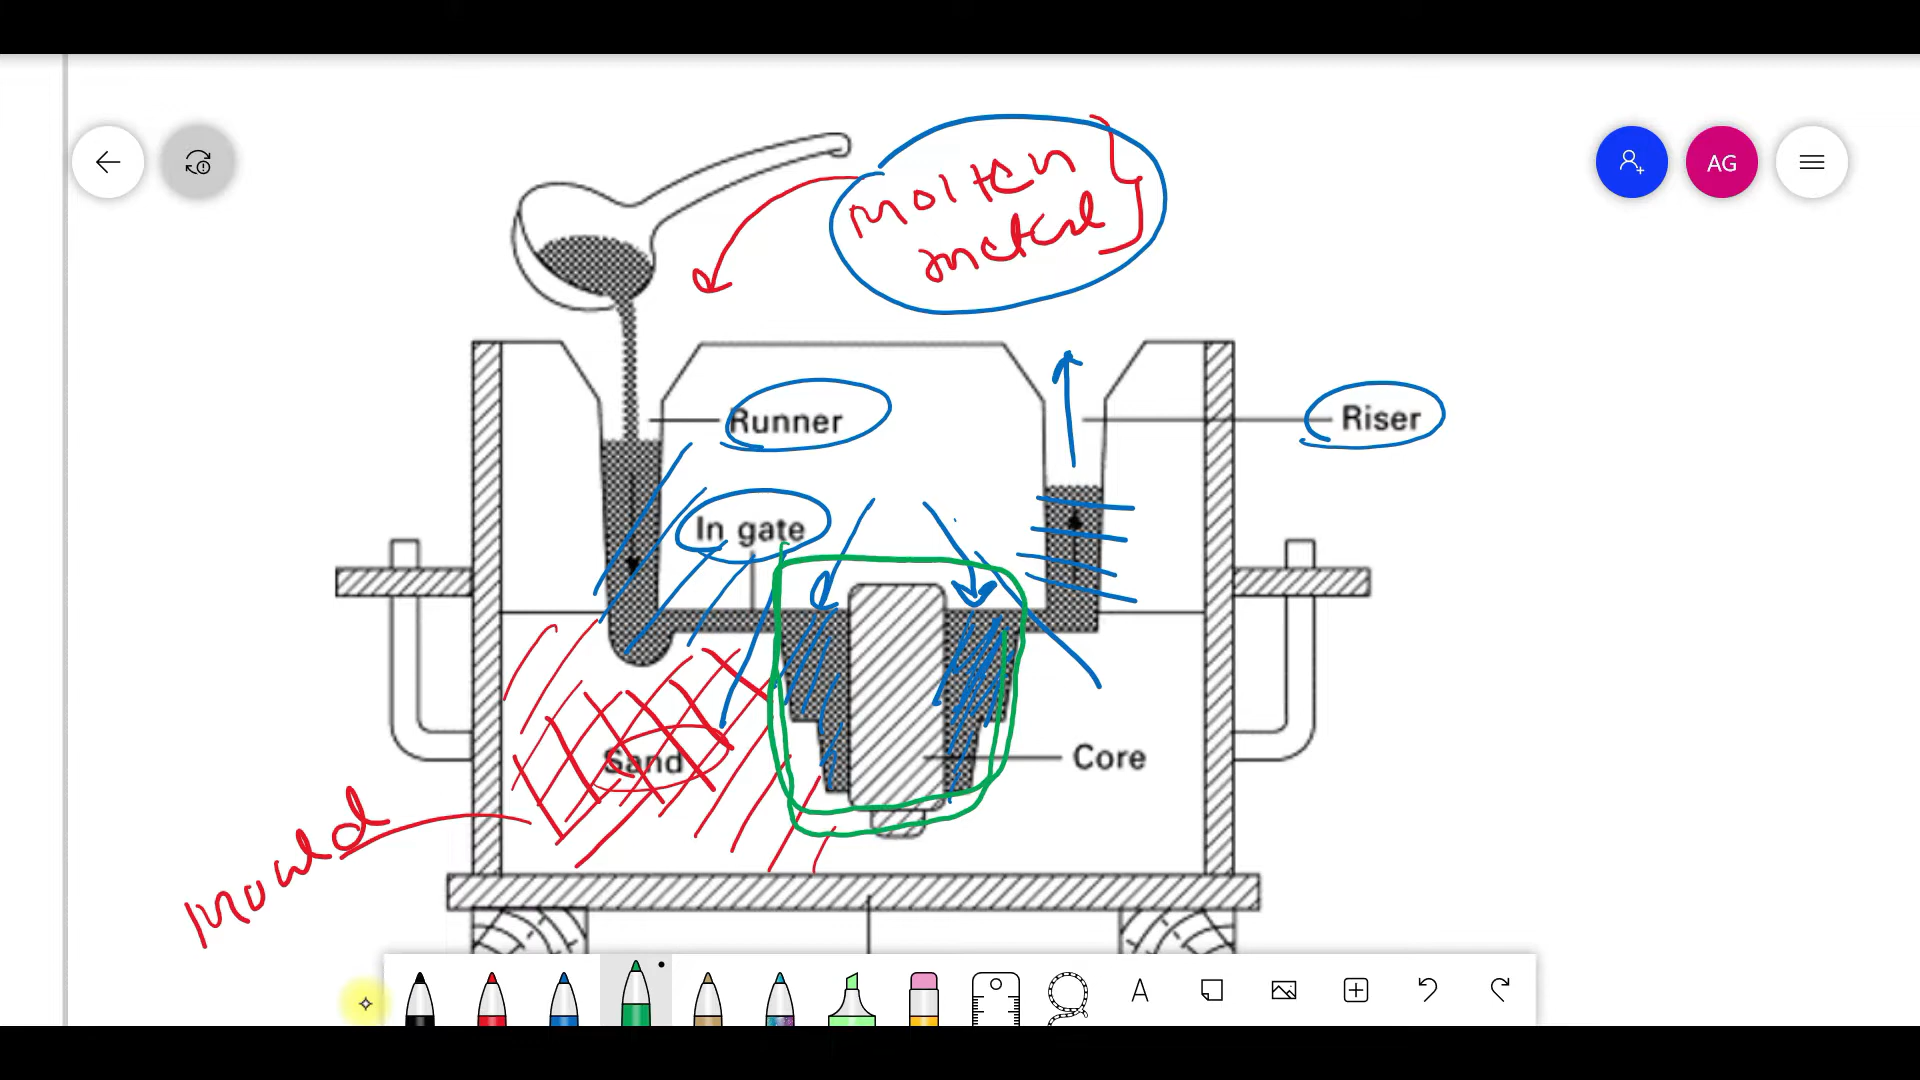 AG
Molten
metal
Runner
Riser
In gate
Sand
Core
Mould
A